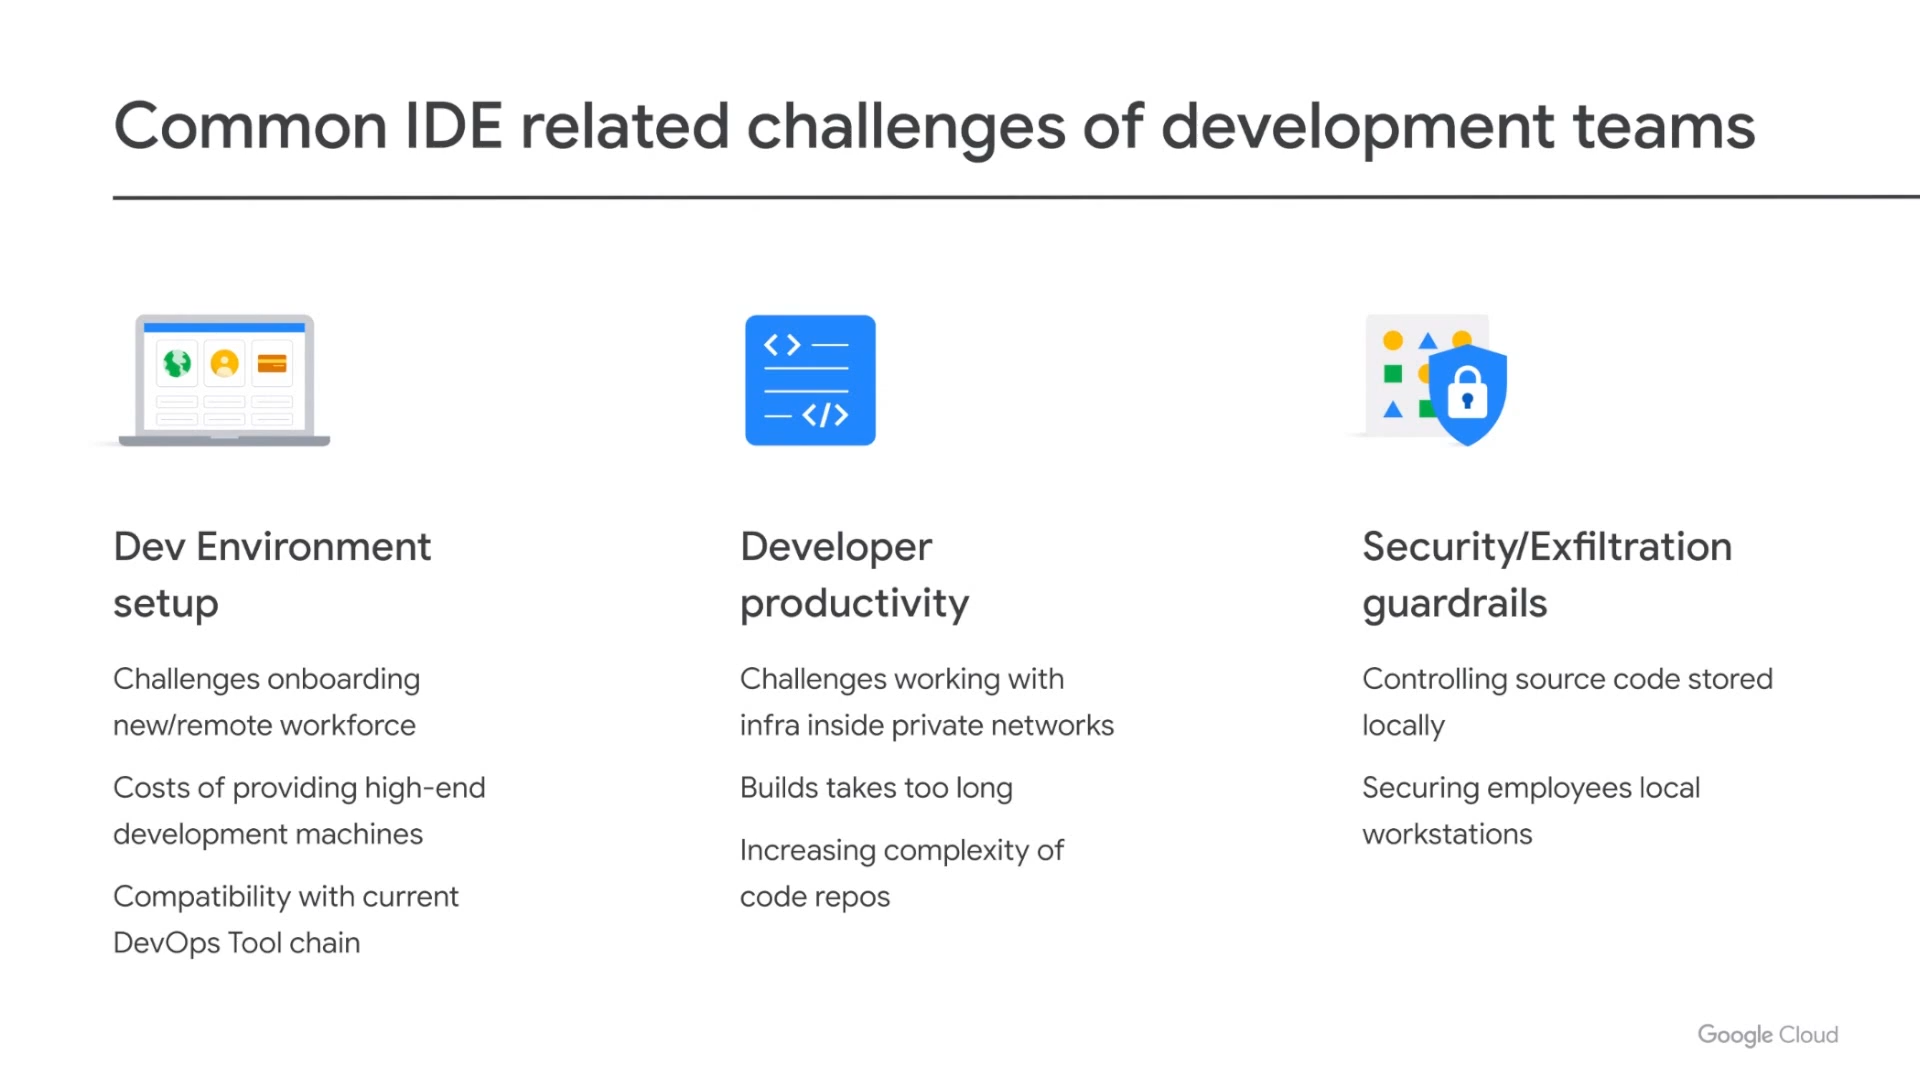 Common IDE related challenges of development teams
Dev Environment
setup
Challenges onboarding
new/remote workforce
Costs of providing high-end
development machines
Compatibility with current
DevOps Tool chain
Developer
productivity
Challenges working with
infra inside private networks
Builds takes too long
Increasing complexity of
code repos
Security/Exfiltration
guardrails
Controlling source code stored
locally
Securing employees local
workstations
Google Cloud